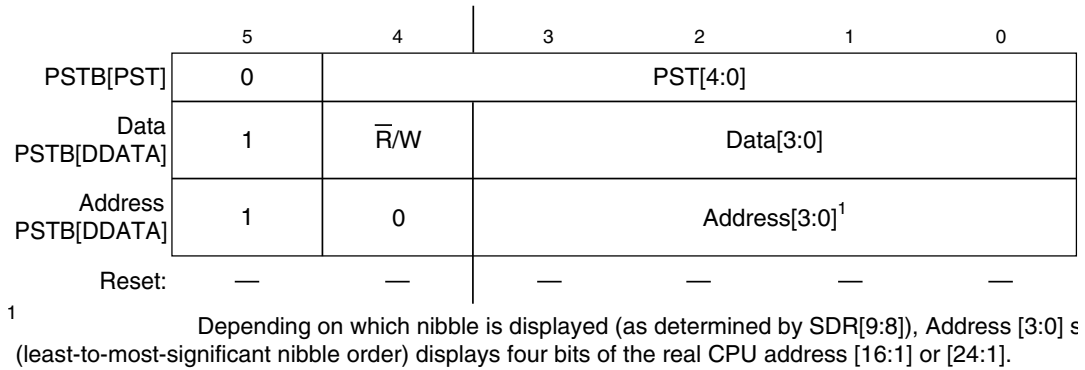 5 4 3 2 1 0
PSTB[PST] 0 PST[4:0]
Data
PSTB[DDATA] 1 R̅/W Data[3:0]
Address
PSTB[DDATA] 1 0 Address[3:0]1
Reset: — — — — — —
1
Depending on which nibble is displayed (as determined by SDR[9:8]), Address [3:0] s
(least-to-most-significant nibble order) displays four bits of the real CPU address [16:1] or [24:1].